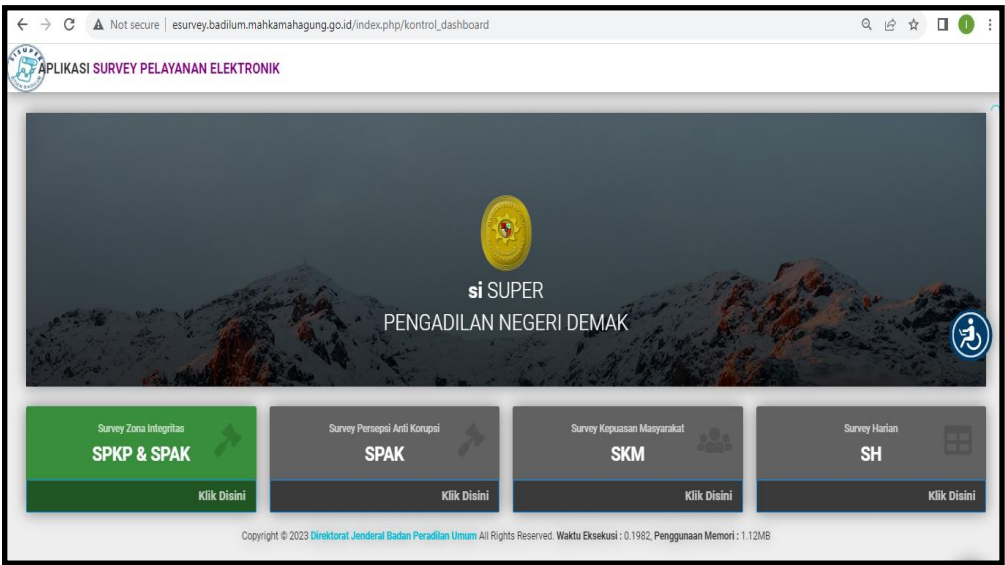 Not secure | esurvey.badilum.mahkamahagung.go.id/index.php/kontrol_dashboard
I
SISUPER
APLIKASI SURVEY PELAYANAN ELEKTRONIK
si SUPER
PENGADILAN NEGERI DEMAK
Survey Zona Integritas
SPKP & SPAK
Klik Disini
Survey Persepsi Anti Korupsi
SPAK
Klik Disini
Survey Kepuasan Masyarakat
SKM
Klik Disini
Survey Harian
SH
Klik Disini
Copyright © 2023 Direktorat Jenderal Badan Peradilan Umum All Rights Reserved. Waktu Eksekusi : 0.1982, Penggunaan Memori : 1.12MB